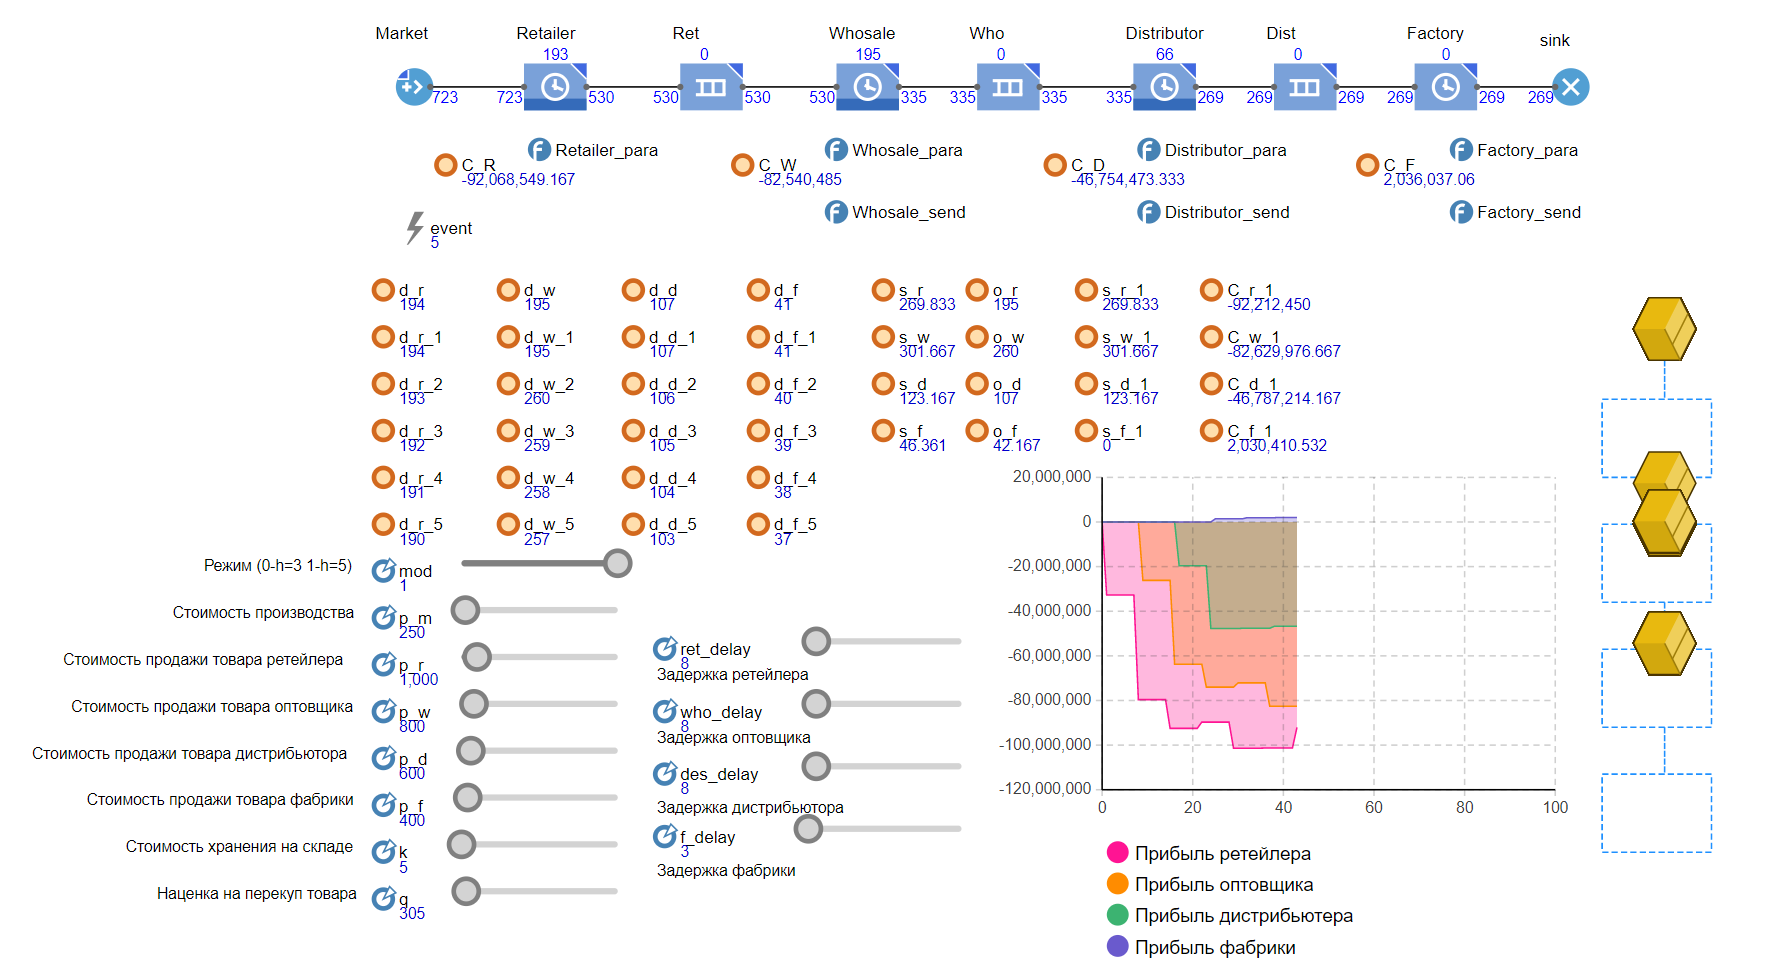 Market Retailer Ret Whosale Who Distributor Dist Factory sink
193 0 195 0 66 0 0
723 723 530 530 530 530 335 335 335 335 269 269 269 269 269 269
Retailer_para Whosale_para Distributor_para Factory_para
C_R C_W C_D C_F
-92,068,549.167 -82,540,485 -46,754,473.333 2,036,037.06
Whosale_send Distributor_send Factory_send
event
5
d_r d_w d_d d_f s_r o_r s_r_1 C_r_1
194 195 107 41 269.833 195 269.833 -92,212,450
d_r_1 d_w_1 d_d_1 d_f_1 s_w o_w s_w_1 C_w_1
194 195 107 41 301.667 260 301.667 -82,629,976.667
d_r_2 d_w_2 d_d_2 d_f_2 s_d o_d s_d_1 C_d_1
193 260 106 40 123.167 107 123.167 -46,787,214.167
d_r_3 d_w_3 d_d_3 d_f_3 s_f o_f s_f_1 C_f_1
192 259 105 39 46.361 42.167 0 2,030,410.532
d_r_4 d_w_4 d_d_4 d_f_4
191 258 104 38
d_r_5 d_w_5 d_d_5 d_f_5
190 257 103 37
Режим (0-h=3 1-h=5) mod
1
Стоимость производства p_m
250
Стоимость продажи товара ретейлера p_r
1,000
Стоимость продажи товара оптовщика p_w
800
Стоимость продажи товара дистрибьютора p_d
600
Стоимость продажи товара фабрики p_f
400
Стоимость хранения на складе k
5
Наценка на перекуп товара q
305
ret_delay
8
Задержка ретейлера
who_delay
8
Задержка оптовщика
des_delay
8
Задержка дистрибьютора
f_delay
3
Задержка фабрики
20,000,000
0
-20,000,000
-40,000,000
-60,000,000
-80,000,000
-100,000,000
-120,000,000
0 20 40 60 80 100
Прибыль ретейлера
Прибыль оптовщика
Прибыль дистрибьютера
Прибыль фабрики